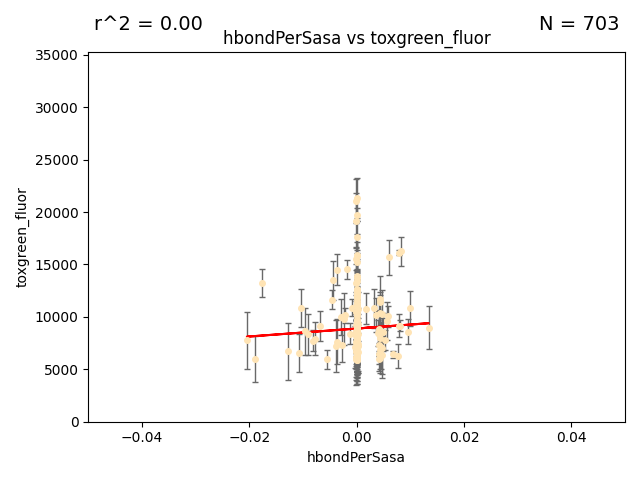 r^2 = 0.00
N = 703
hbondPerSasa vs toxgreen_fluor
35000
30000
25000
20000
15000
10000
5000
0
toxgreen_fluor
−0.04
−0.02
0.00
0.02
0.04
hbondPerSasa